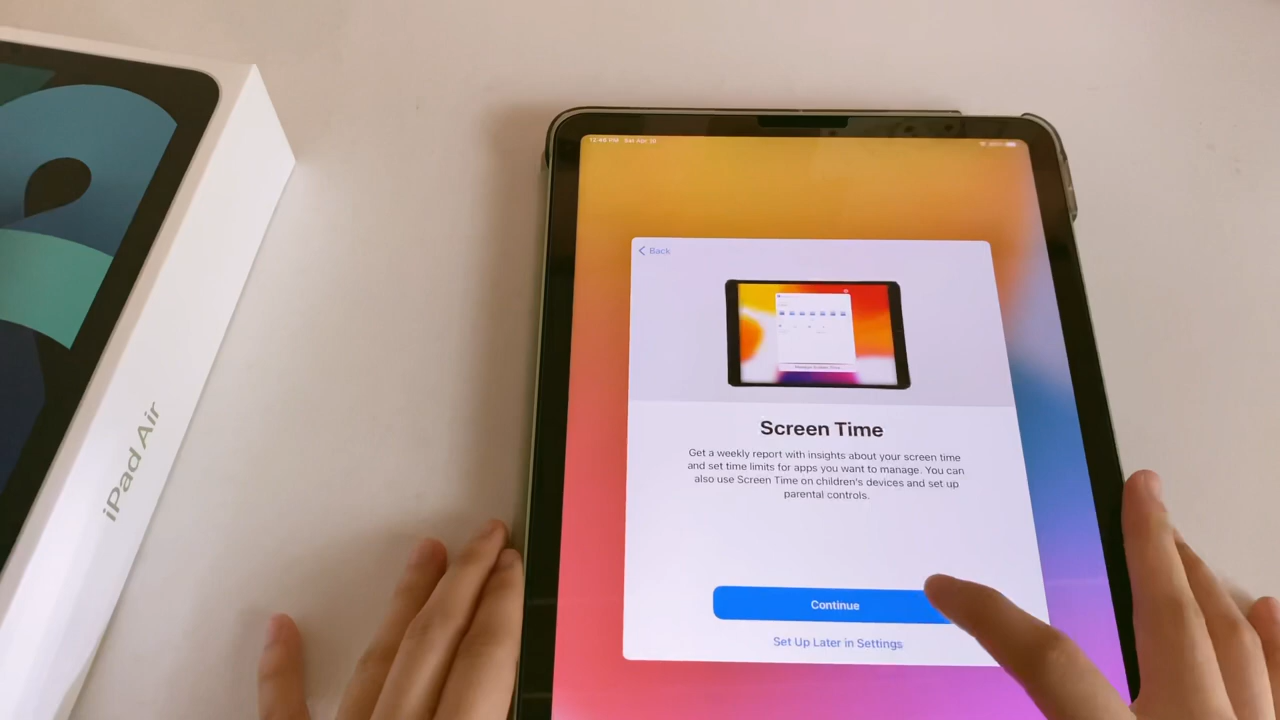 iPad Air
Back
Screen Time
Get a weekly report with insights about your screen time
and set time limits for apps you want to manage. You can
also use Screen Time on children's devices and set up
parental controls.
Continue
Set Up Later in Settings